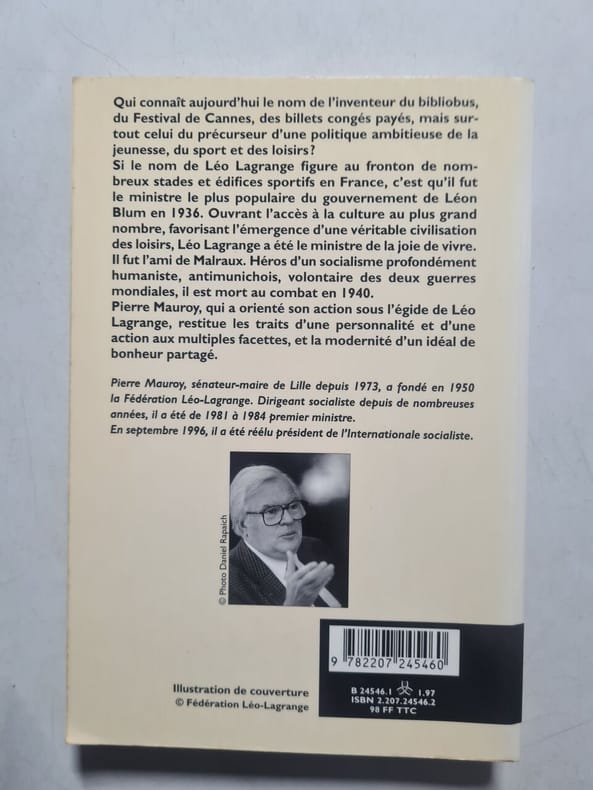 Qui connaît aujourd'hui le nom de l'inventeur du bibliobus,
du Festival de Cannes, des billets congés payés, mais sur-
tout celui du précurseur d'une politique ambitieuse de la
jeunesse, du sport et des loisirs ?
Si le nom de Léo Lagrange figure au fronton de nom-
breux stades et édifices sportifs en France, c'est qu'il fut
le ministre le plus populaire du gouvernement de Léon
Blum en 1936. Ouvrant l'accès à la culture au plus grand
nombre, favorisant l'émergence d'une véritable civilisation
des loisirs, Léo Lagrange a été le ministre de la joie de vivre.
Il fut l'ami de Malraux. Héros d'un socialisme profondément
humaniste, antimunichois, volontaire des deux guerres
mondiales, il est mort au combat en 1940.
Pierre Mauroy, qui a orienté son action sous l'égide de Léo
Lagrange, restitue les traits d'une personnalité et d'une
action aux multiples facettes, et la modernité d'un idéal de
bonheur partagé.
Pierre Mauroy, sénateur-maire de Lille depuis 1973, a fondé en 1950
la Fédération Léo-Lagrange. Dirigeant socialiste depuis de nombreuses
années, il a été de 1981 à 1984 premier ministre.
En septembre 1996, il a été réélu président de l'Internationale socialiste.
© Photo Daniel Rapaich
9 782207 245460
B 24546.1 1.97
ISBN 2.207.24546.2
98 FF TTC
Illustration de couverture
© Fédération Léo-Lagrange